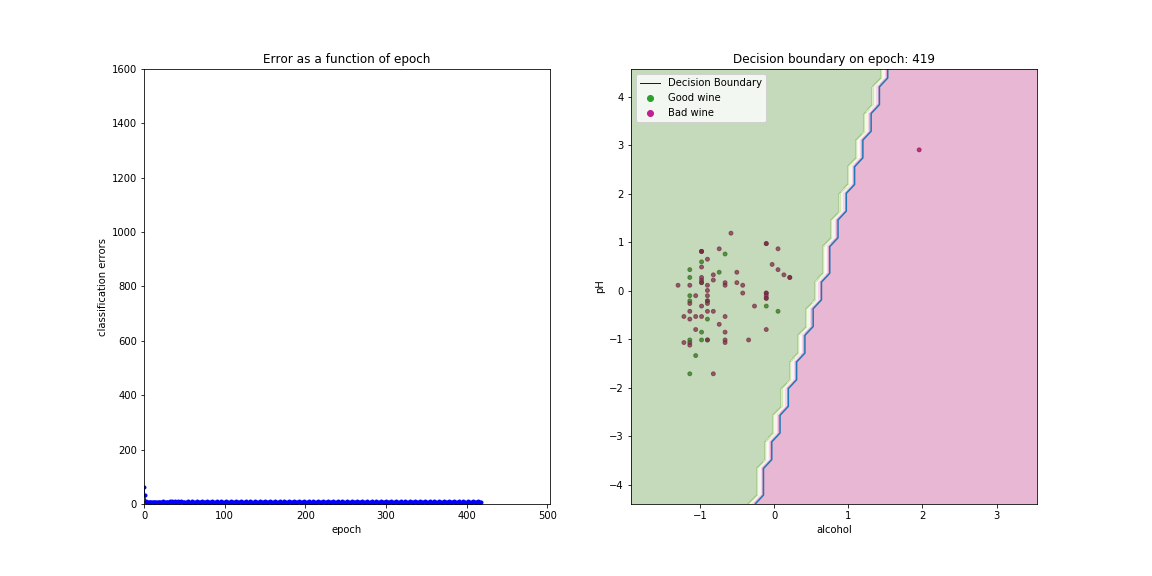 Error as a function of epoch
1600
1400
1200
1000
800
600
400
200
0
classification errors
0 100 200 300 400 500
epoch
Decision boundary on epoch: 419
Decision Boundary
Good wine
Bad wine
4
3
2
1
0
−1
−2
−3
−4
pH
−1 0 1 2 3
alcohol